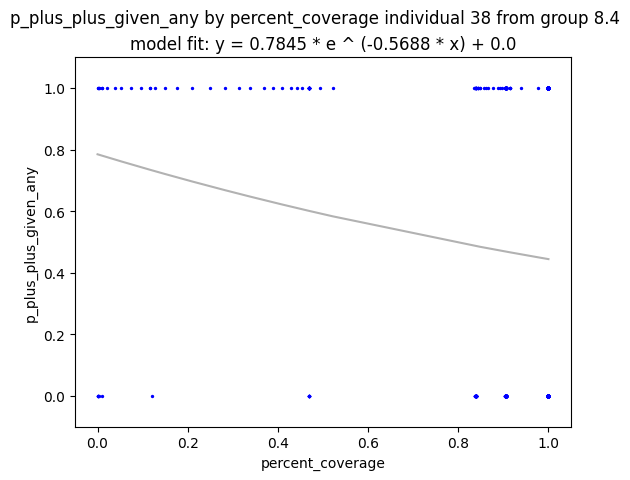 p_plus_plus_given_any by percent_coverage individual 38 from group 8.4
model fit: y = 0.7845 * e ^ (-0.5688 * x) + 0.0
1.0
0.8
0.6
0.4
0.2
0.0
p_plus_plus_given_any
0.0 0.2 0.4 0.6 0.8 1.0
percent_coverage